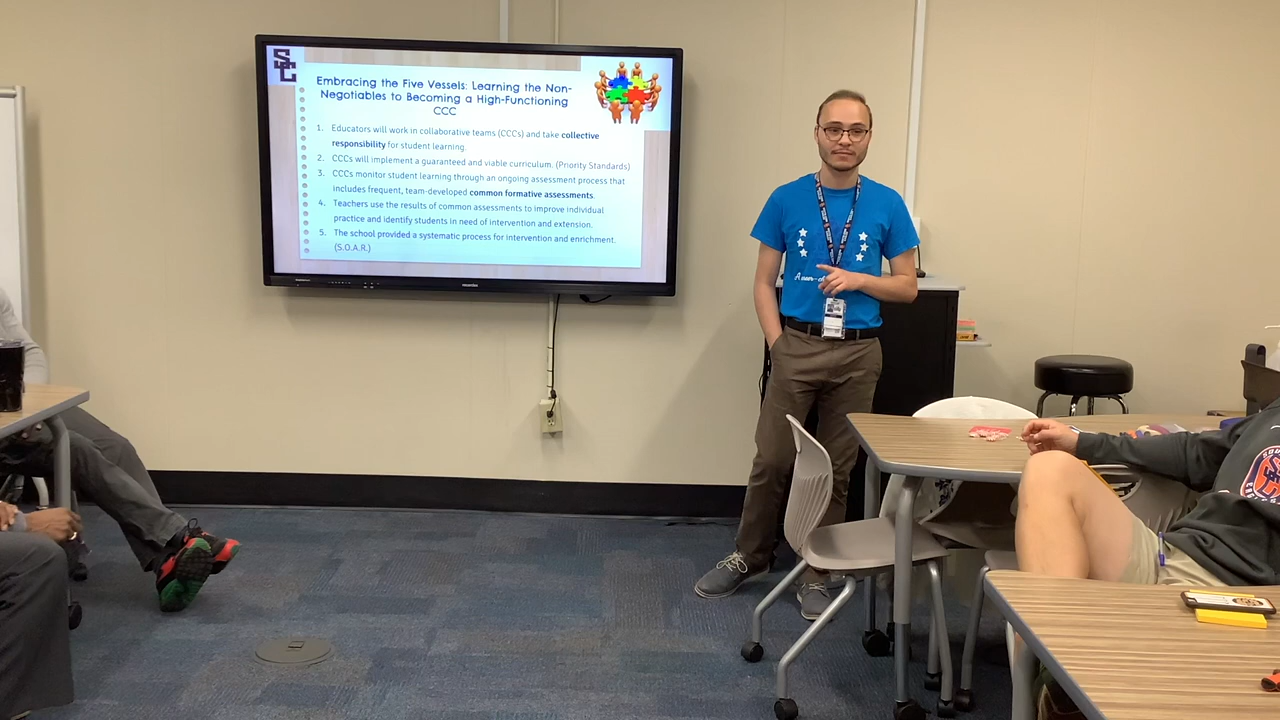 SC
Embracing the Five Vessels: Learning the Non-
Negotiables to Becoming a High-Functioning
CCC
1. Educators will work in collaborative teams (CCCs) and take collective
responsibility for student learning.
2. CCCs will implement a guaranteed and viable curriculum. (Priority Standards)
3. CCCs monitor student learning through an ongoing assessment process that
includes frequent, team-developed common formative assessments.
4. Teachers use the results of common assessments to improve individual
practice and identify students in need of intervention and extension.
5. The school provided a systematic process for intervention and enrichment.
(S.O.A.R.)